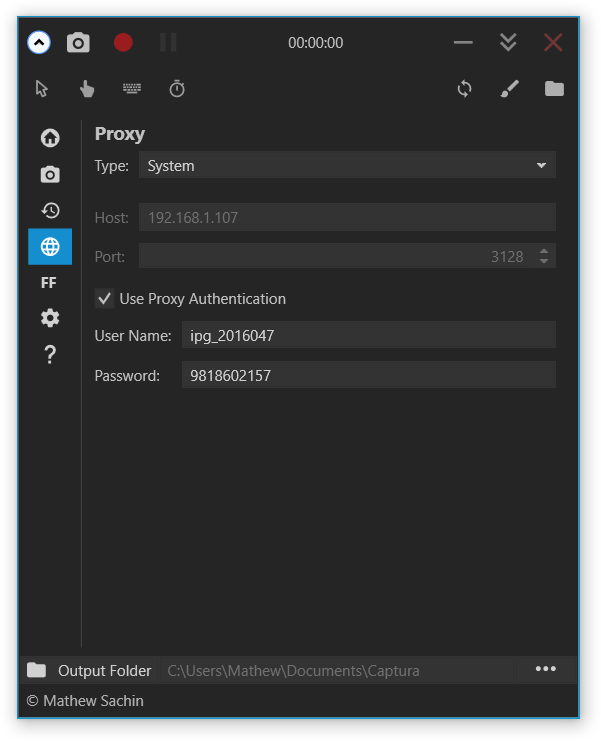 00:00:00
Proxy
Type: System
Host: 192.168.1.107
Port: 3128
FF
Use Proxy Authentication
User Name: ipg_2016047
?
Password: 9818602157
Output Folder C:\Users\Mathew\Documents\Captura •••
© Mathew Sachin